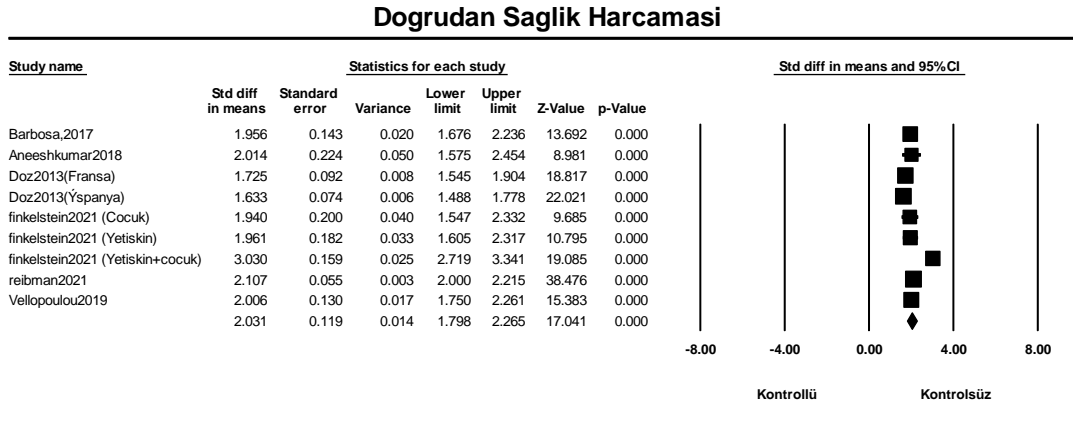 Dogrudan Saglik Harcamasi
Study name Statistics for each study Std diff in means and 95%CI
Std diff Standard Lower Upper
in means error Variance limit limit Z-Value p-Value
Barbosa,2017 1.956 0.143 0.020 1.676 2.236 13.692 0.000
Aneeshkumar2018 2.014 0.224 0.050 1.575 2.454 8.981 0.000
Doz2013(Fransa) 1.725 0.092 0.008 1.545 1.904 18.817 0.000
Doz2013(Ýspanya) 1.633 0.074 0.006 1.488 1.778 22.021 0.000
finkelstein2021 (Cocuk) 1.940 0.200 0.040 1.547 2.332 9.685 0.000
finkelstein2021 (Yetiskin) 1.961 0.182 0.033 1.605 2.317 10.795 0.000
finkelstein2021 (Yetiskin+cocuk) 3.030 0.159 0.025 2.719 3.341 19.085 0.000
reibman2021 2.107 0.055 0.003 2.000 2.215 38.476 0.000
Vellopoulou2019 2.006 0.130 0.017 1.750 2.261 15.383 0.000
2.031 0.119 0.014 1.798 2.265 17.041 0.000
-8.00 -4.00 0.00 4.00 8.00
Kontrollü Kontrolsüz